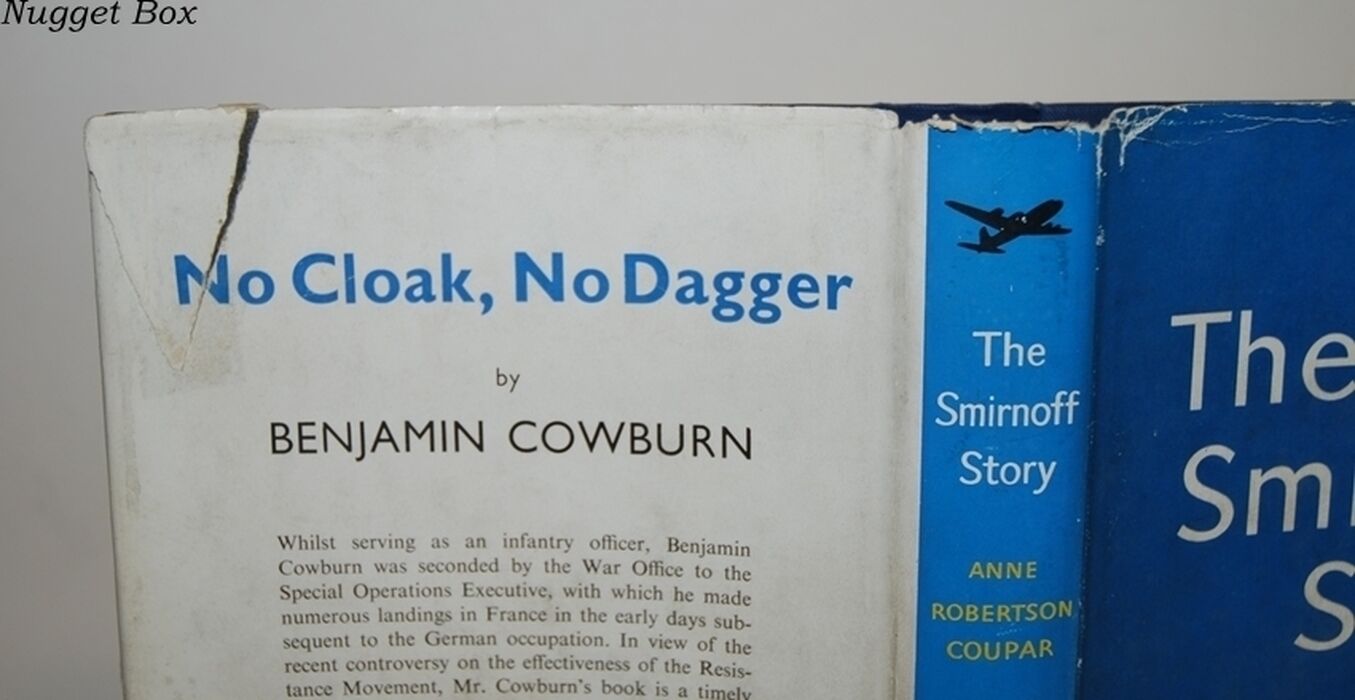 Nugget Box
No Cloak, No Dagger
by
BENJAMIN COWBURN
Whilst serving as an infantry officer, Benjamin
Cowburn was seconded by the War Office to the
Special Operations Executive, with which he made
numerous landings in France in the early days sub-
sequent to the German occupation. In view of the
recent controversy on the effectiveness of the Resis-
tance Movement, Mr. Cowburn's book is a timely
The
Smirnoff
Story
ANNE
ROBERTSON
COUPAR
The
Smi
S